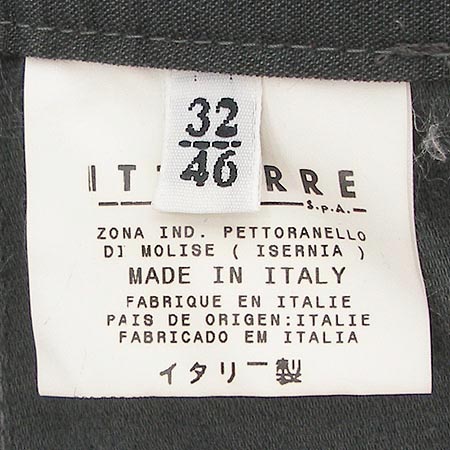 32
46
S.p.A.
ZONA IND. PETTORANELLO
DI MOLISE ( ISERNIA )
MADE IN ITALY
FABRIQUE EN ITALIE
PAIS DE ORIGEN:ITALIE
FABRICADO EM ITALIA
イタリー製